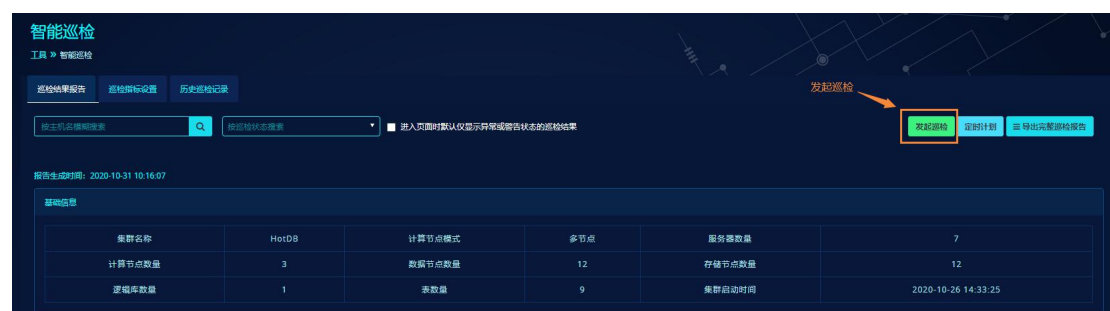 智能巡检
工具 » 智能巡检
巡检结果报告 巡检指标设置 历史巡检记录
发起巡检
按主机名模糊搜索 按巡检状态搜索 进入页面时默认仅显示异常或警告状态的巡检结果 发起巡检 定时计划 导出完整巡检报告
报告生成时间：2020-10-31 10:16:07
基础信息
集群名称 HotDB 计算节点模式 多节点 服务器数量 7
计算节点数量 3 数据节点数量 12 存储节点数量 12
逻辑库数量 1 表数量 9 集群启动时间 2020-10-26 14:33:25